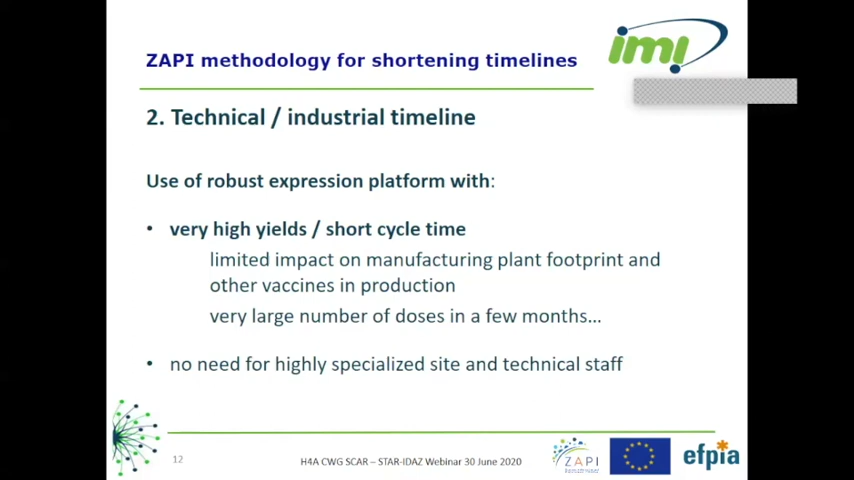 imi
ZAPI methodology for shortening timelines
2. Technical / industrial timeline
Use of robust expression platform with:
• very high yields / short cycle time
limited impact on manufacturing plant footprint and
other vaccines in production
very large number of doses in a few months...
• no need for highly specialized site and technical staff
12
H4A CWG SCAR – STAR-IDAZ Webinar 30 June 2020
ZAPI
efpia